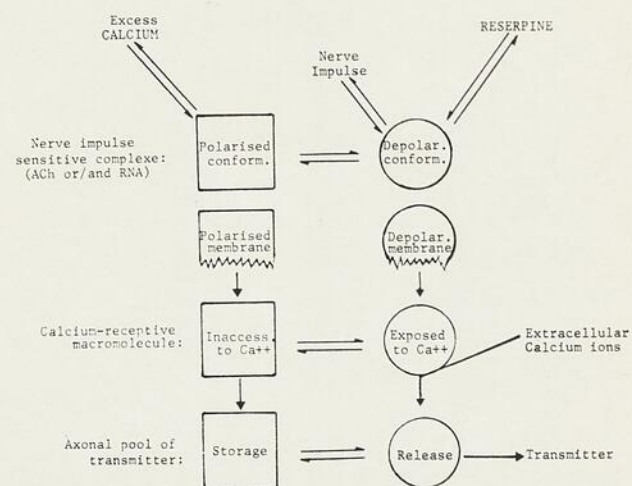 Excess
CALCIUM
RESERPINE
Nerve
Impulse
Nerve impulse
sensitive complexe:
(ACh or/and RNA)
Polarised
conform.
Depolar.
conform.
Polarised
membrane
Depolar.
membrane
Calcium-receptive
macromolecule:
Inaccess.
to Ca++
Exposed
to Ca++
Extracellular
Calcium ions
Axonal pool of
transmitter:
Storage
Release
Transmitter